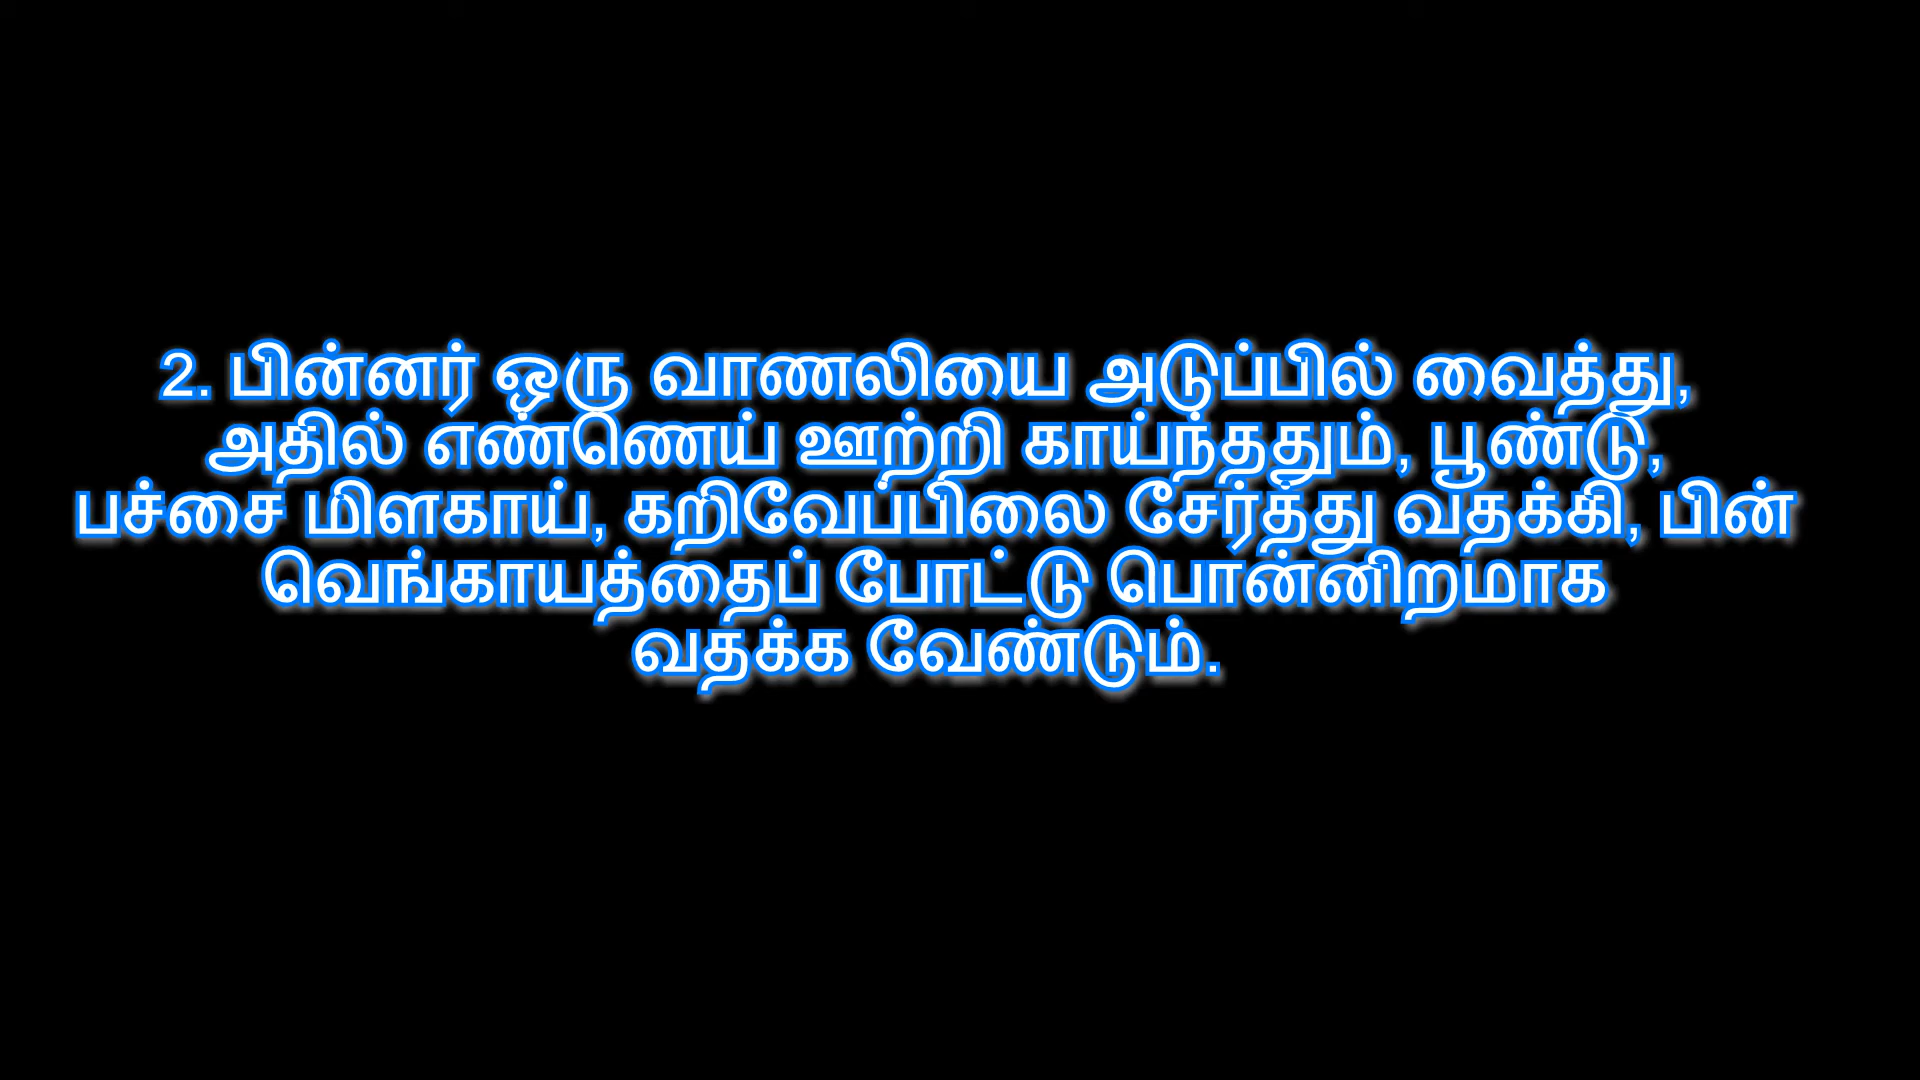 2. பின்னர் ஒரு வாணலியை அடுப்பில் வைத்து,
அதில் எண்ணெய் ஊற்றி காய்ந்ததும், பூண்டு,
பச்சை மிளகாய், கறிவேப்பிலை சேர்த்து வதக்கி, பின்
வெங்காயத்தைப் போட்டு பொன்னிறமாக
வதக்க வேண்டும்.